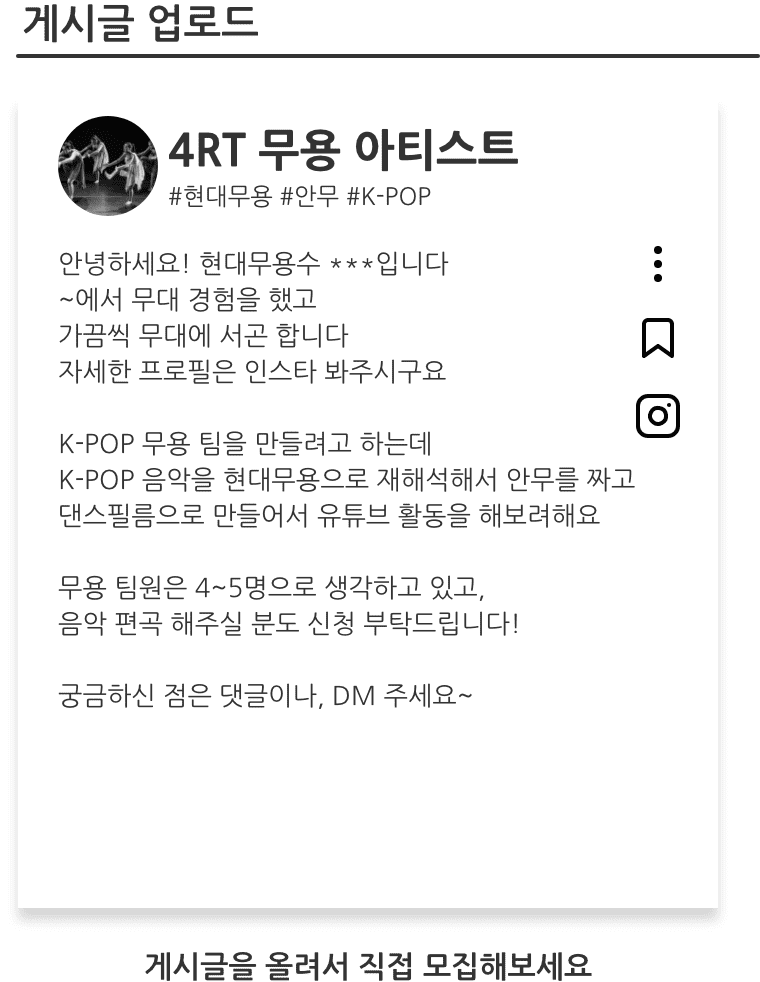 게시글 업로드
4RT 무용 아티스트
#현대무용 #안무 #K-POP
안녕하세요! 현대무용수 ***입니다
~에서 무대 경험을 했고
가끔씩 무대에 서곤 합니다
자세한 프로필은 인스타 봐주시구요
K-POP 무용 팀을 만들려고 하는데
K-POP 음악을 현대무용으로 재해석해서 안무를 짜고
댄스필름으로 만들어서 유튜브 활동을 해보려해요
무용 팀원은 4~5명으로 생각하고 있고,
음악 편곡 해주실 분도 신청 부탁드립니다!
궁금하신 점은 댓글이나, DM 주세요~
게시글을 올려서 직접 모집해보세요